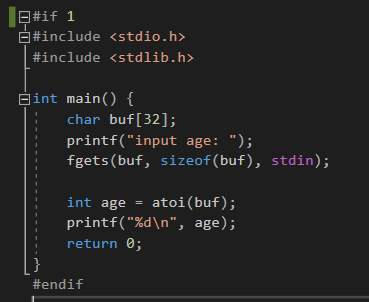 #if 1
#include <stdio.h>
#include <stdlib.h>

int main() {
    char buf[32];
    printf("input age: ");
    fgets(buf, sizeof(buf), stdin);

    int age = atoi(buf);
    printf("%d\n", age);
    return 0;
}
#endif